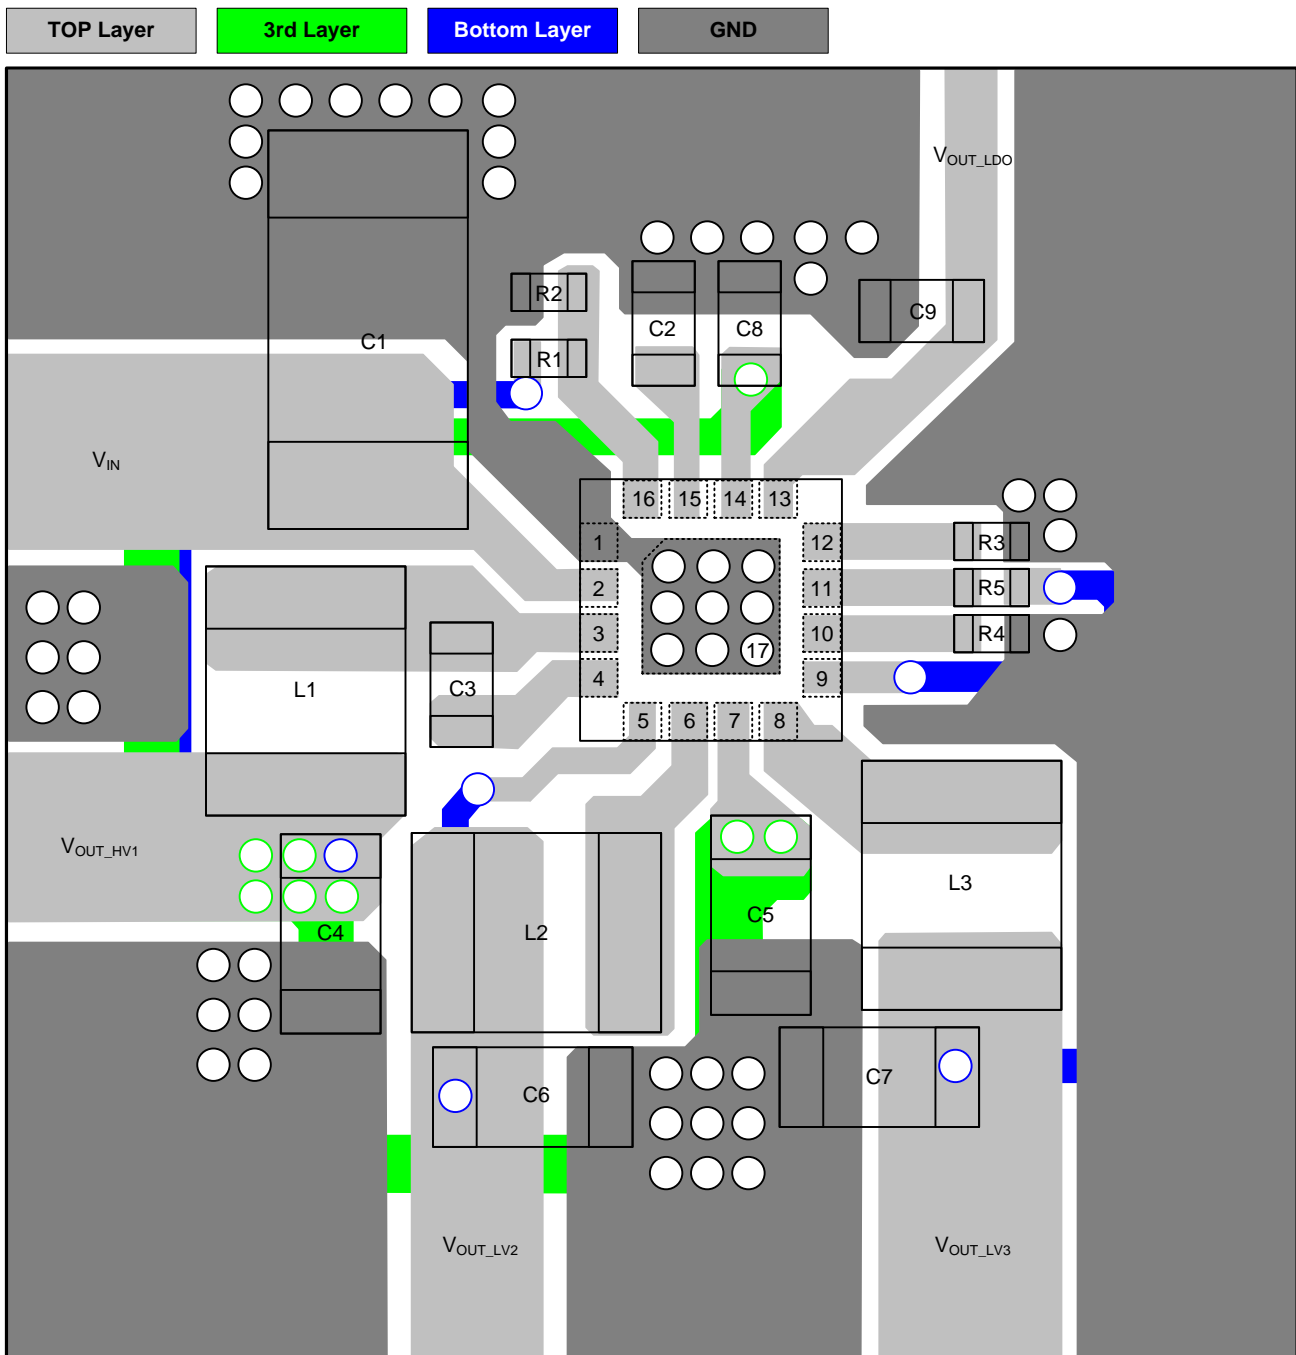 TOP Layer 3rd Layer Bottom Layer GND
VOUT_LDO
R2
C9
C2 C8
C1
R1
VIN
16 15 14 13
1 12 R3
2 11 R5
3 10 R4
17
4 9
L1 C3
5 6 7 8
VOUT_HV1
L3
C5
C4 L2
C7
C6
VOUT_LV2 VOUT_LV3